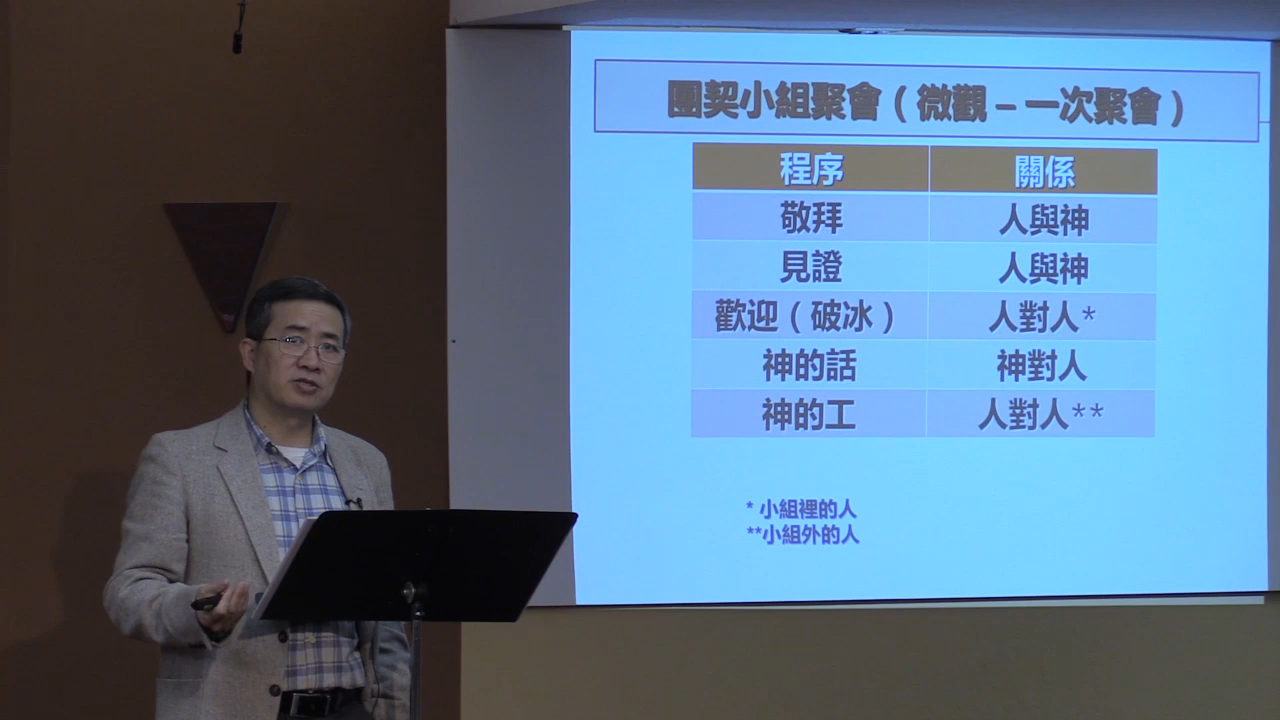 團契小組聚會（微觀 – 一次聚會）
程序 關係
敬拜 人與神
見證 人與神
歡迎（破冰） 人對人*
神的話 神對人
神的工 人對人**
* 小組裡的人
**小組外的人